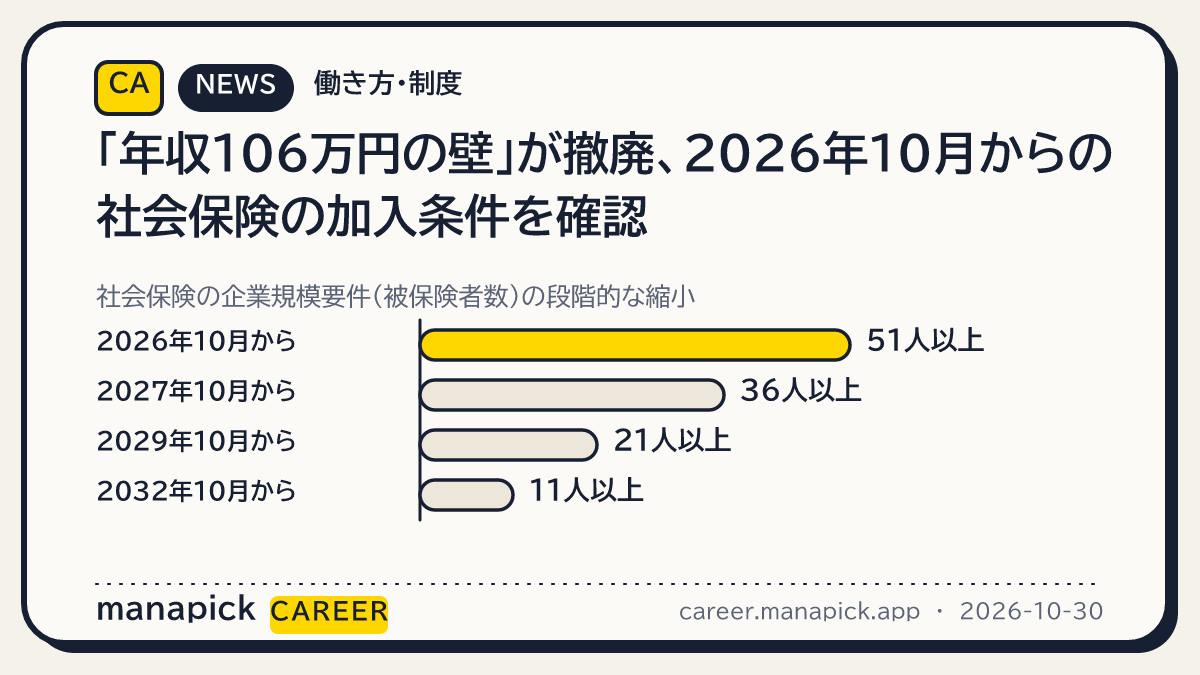 CA NEWS 働き方・制度
「年収106万円の壁」が撤廃、2026年10月からの
社会保険の加入条件を確認
社会保険の企業規模要件（被保険者数）の段階的な縮小
2026年10月から 51人以上
2027年10月から 36人以上
2029年10月から 21人以上
2032年10月から 11人以上
manapick CAREER career.manapick.app ・ 2026-10-30